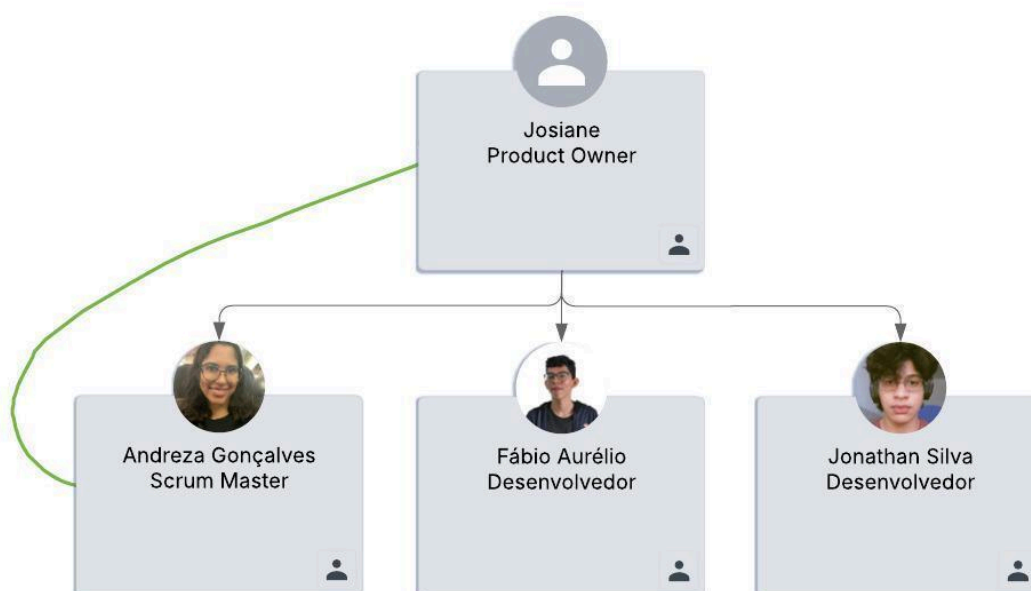 Josiane
Product Owner
Andreza Gonçalves
Scrum Master
Fábio Aurélio
Desenvolvedor
Jonathan Silva
Desenvolvedor